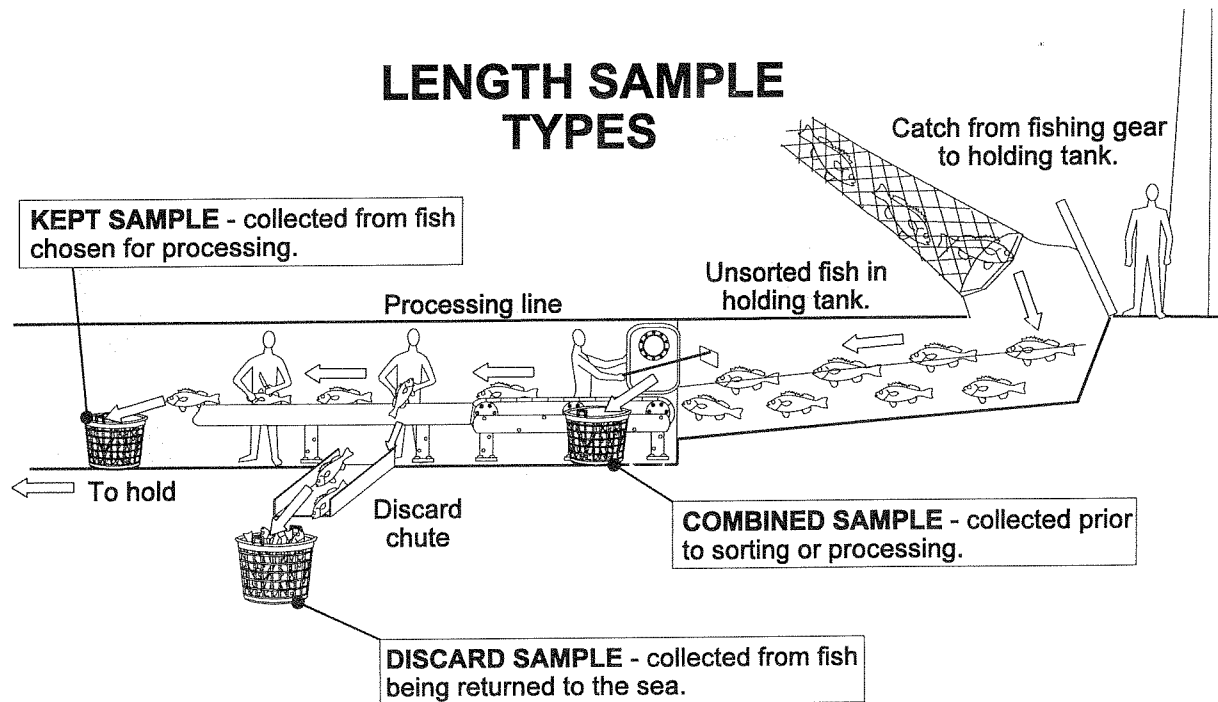 LENGTH SAMPLE
TYPES
Catch from fishing gear
to holding tank.
KEPT SAMPLE - collected from fish
chosen for processing.
Unsorted fish in
holding tank.
Processing line
To hold
Discard
chute
COMBINED SAMPLE - collected prior
to sorting or processing.
DISCARD SAMPLE - collected from fish
being returned to the sea.